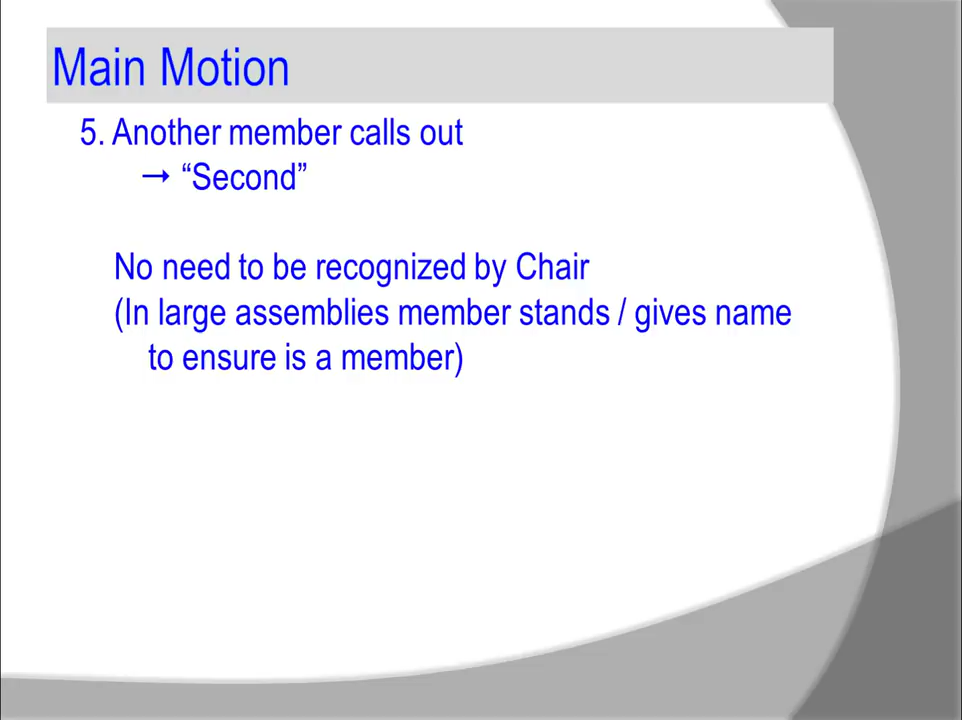 Main Motion
5. Another member calls out
→ “Second”
No need to be recognized by Chair
(In large assemblies member stands / gives name
to ensure is a member)